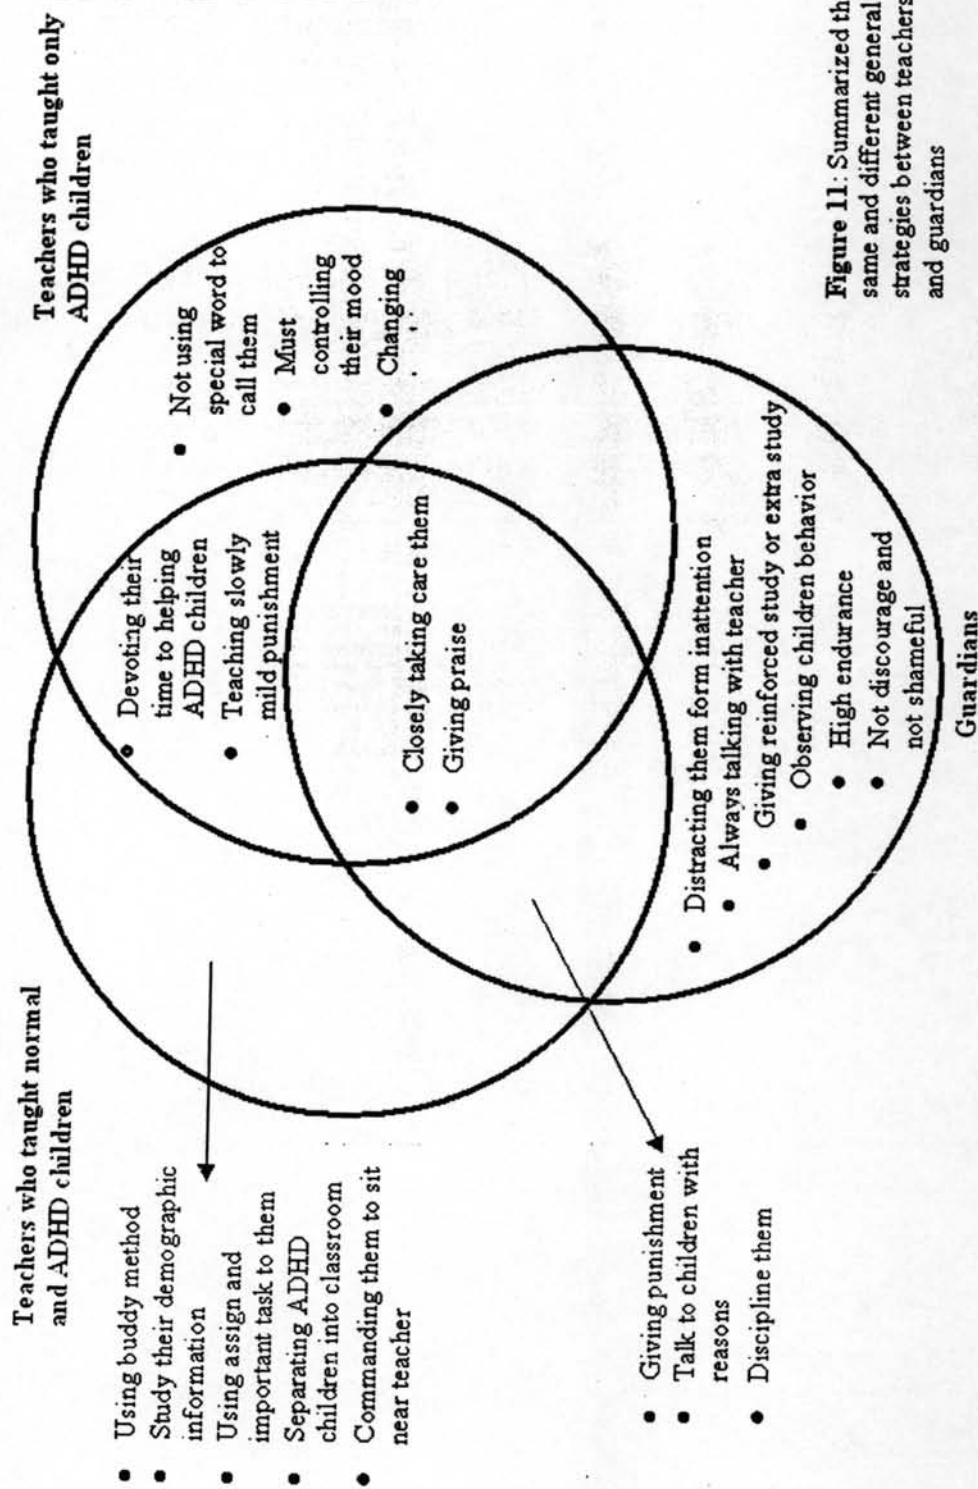 Teachers who taught normal
and ADHD children
• Using buddy method
• Study their demographic
information
• Using assign and
important task to them
• Separating ADHD
children into classroom
• Commanding them to sit
near teacher
• Devoting their
time to helping
ADHD children
• Teaching slowly
mild punishment
Teachers who taught only
ADHD children
• Not using
special word to
call them
• Must
controlling
their mood
• Changing
• Closely taking care them
• Giving praise
• Giving punishment
• Talk to children with
reasons
• Discipline them
• Distracting them form inattention
• Always talking with teacher
• Giving reinforced study or extra study
• Observing children behavior
• High endurance
• Not discourage and
not shameful
Guardians
Figure 11: Summarized th
same and different general
strategies between teachers
and guardians